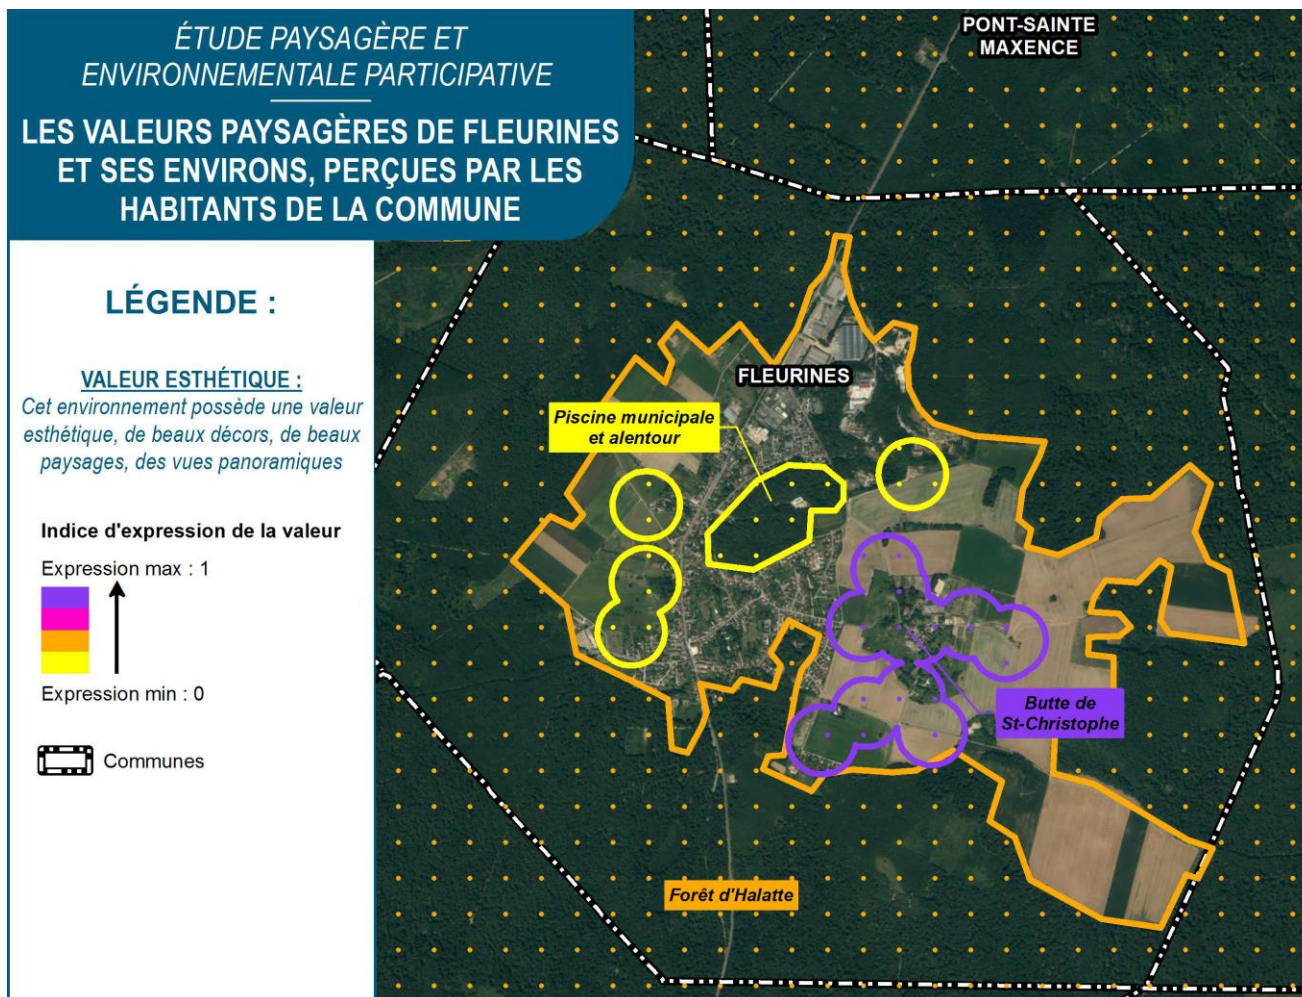 ÉTUDE PAYSAGÈRE ET
ENVIRONNEMENTALE PARTICIPATIVE
LES VALEURS PAYSAGÈRES DE FLEURINES
ET SES ENVIRONS, PERÇUES PAR LES
HABITANTS DE LA COMMUNE
LÉGENDE :
VALEUR ESTHÉTIQUE :
Cet environnement possède une valeur
esthétique, de beaux décors, de beaux
paysages, des vues panoramiques
Indice d'expression de la valeur
Expression max : 1
Expression min : 0
Communes
PONT-SAINTE
MAXENCE
FLEURINES
Piscine municipale
et alentour
Butte de
St-Christophe
Forêt d'Halatte